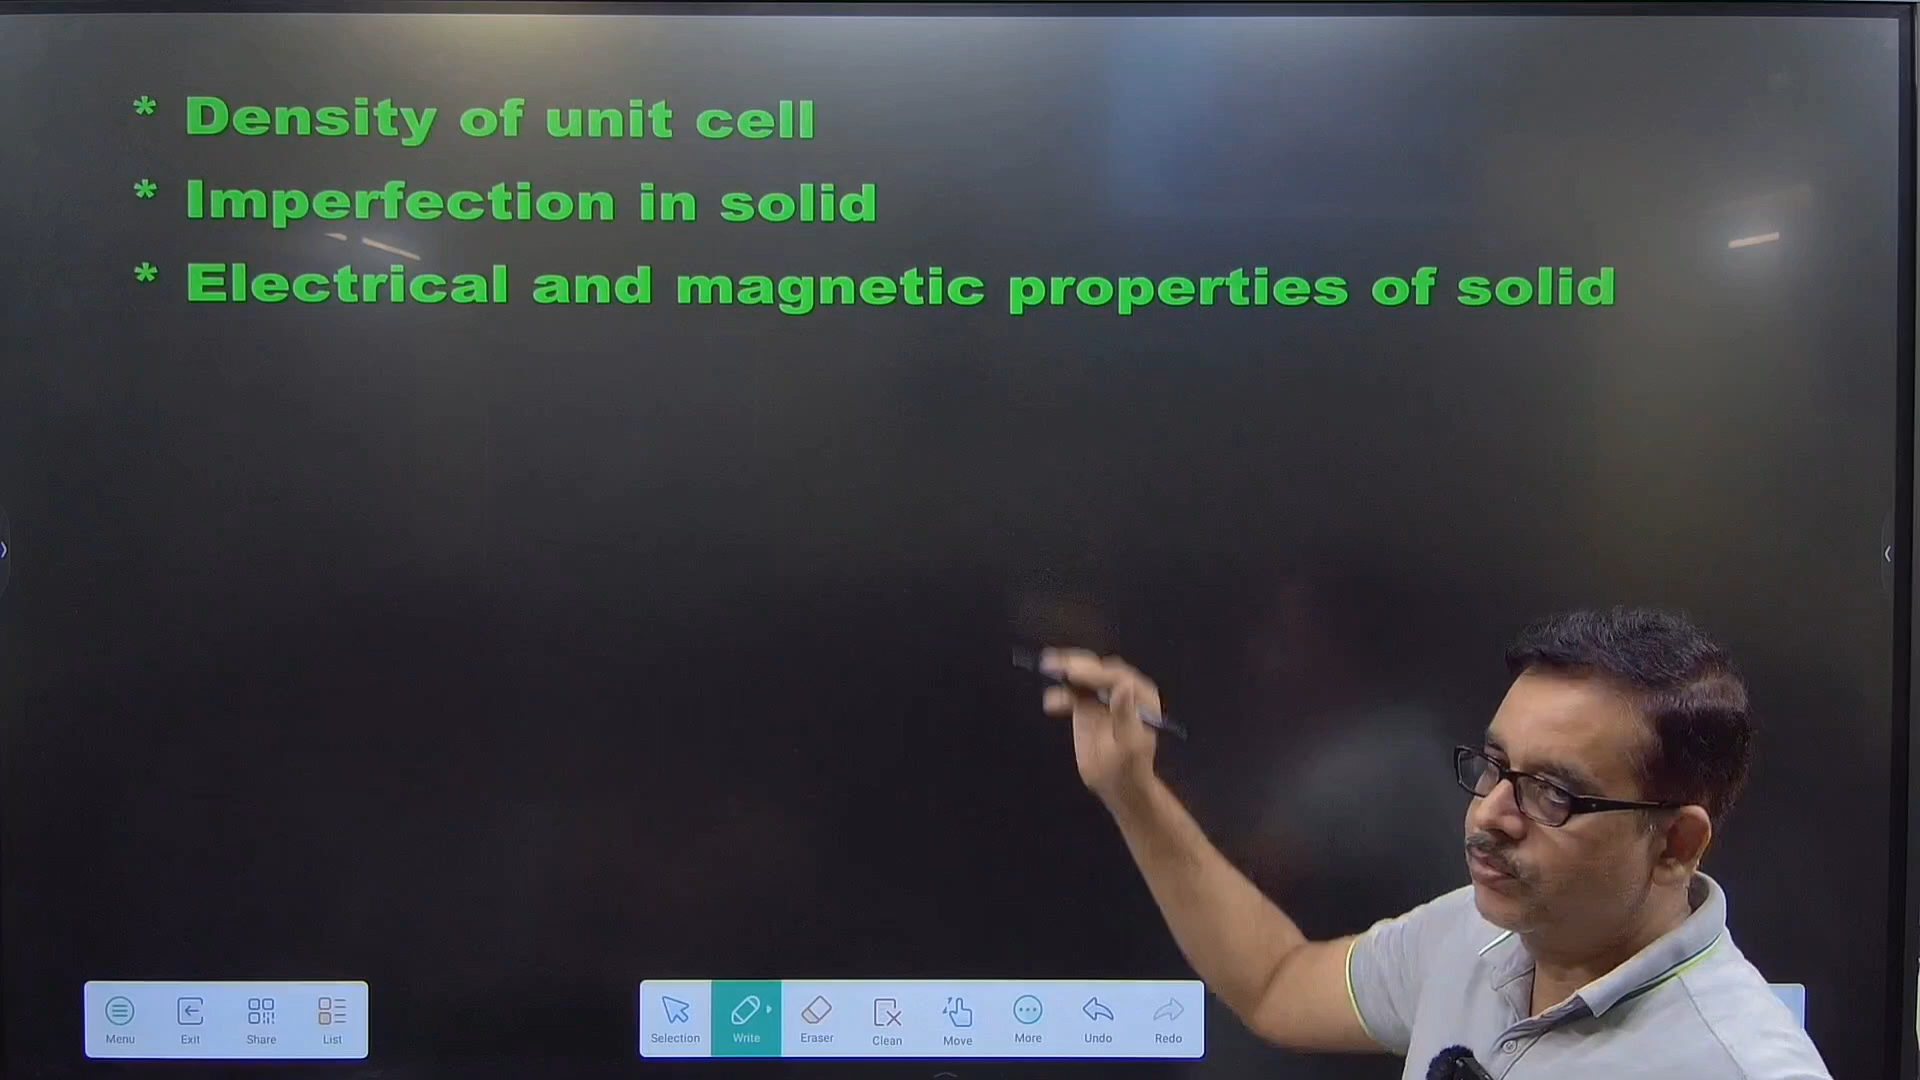 * Density of unit cell
* Imperfection in solid
* Electrical and magnetic properties of solid
Menu Exit Share List
Selection Write Eraser Clean Move More Undo Redo